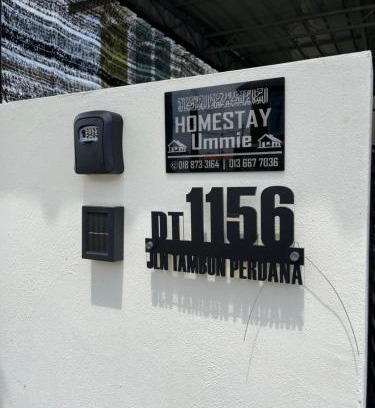 HOMESTAY
Ummie
018 873 3164 | 013 667 7036
PT 1156
JLN TAMBUN PERDANA